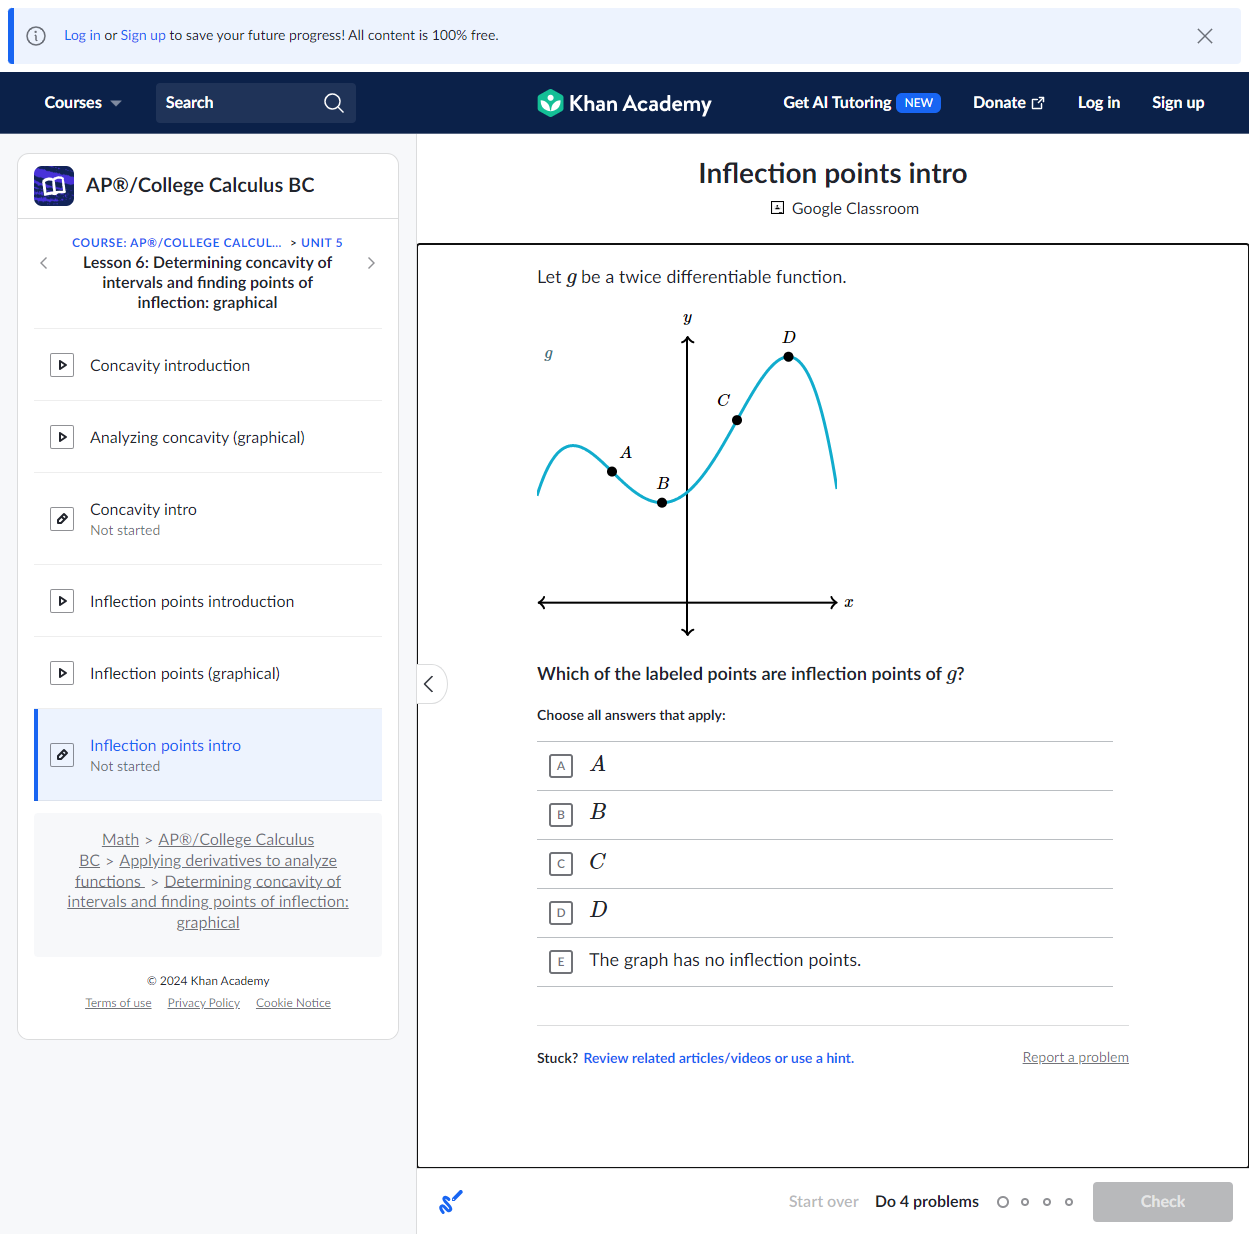 Log in or Sign up to save your future progress! All content is 100% free.
Courses
Search
Khan Academy
Get AI Tutoring NEW
Donate
Log in
Sign up
AP®/College Calculus BC
COURSE: AP®/COLLEGE CALCUL... > UNIT 5
Lesson 6: Determining concavity of
intervals and finding points of
inflection: graphical
Concavity introduction
Analyzing concavity (graphical)
Concavity intro
Not started
Inflection points introduction
Inflection points (graphical)
Inflection points intro
Not started
Math > AP®/College Calculus
BC > Applying derivatives to analyze
functions > Determining concavity of
intervals and finding points of inflection:
graphical
© 2024 Khan Academy
Terms of use Privacy Policy Cookie Notice
Inflection points intro
Google Classroom
Let g be a twice differentiable function.
y
D
g
C
A
B
x
Which of the labeled points are inflection points of g?
Choose all answers that apply:
A A
B B
C C
D D
E The graph has no inflection points.
Stuck? Review related articles/videos or use a hint.
Report a problem
Start over
Do 4 problems
Check